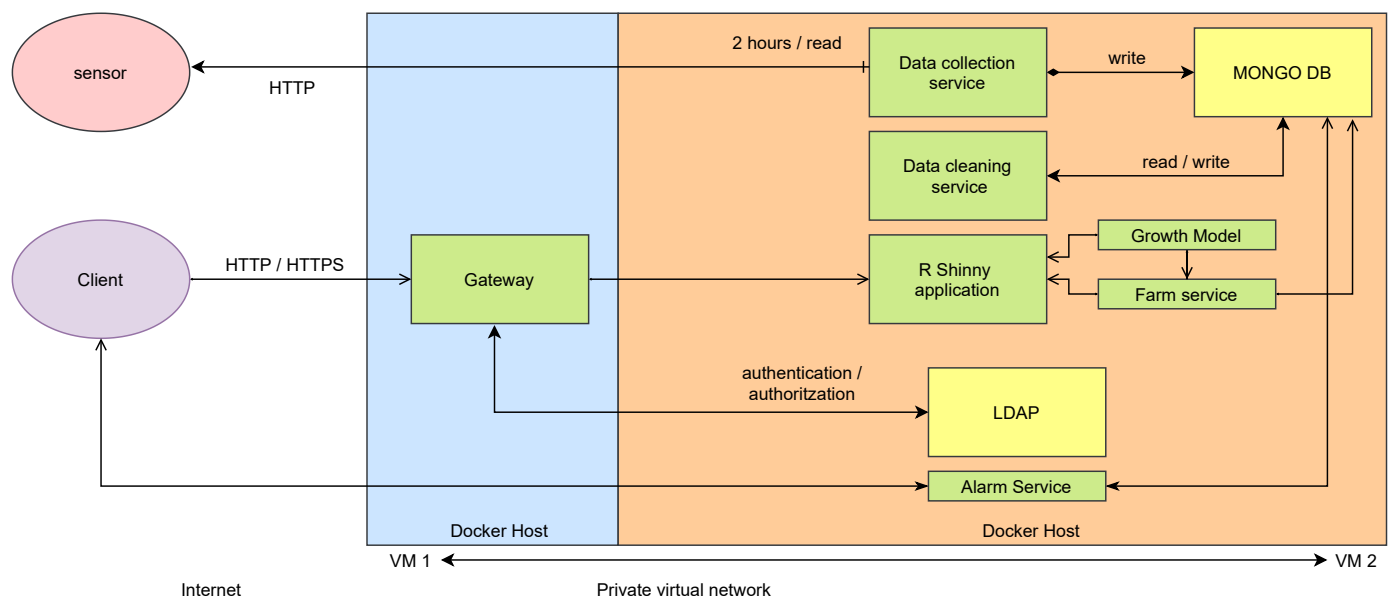 sensor
HTTP
2 hours / read
Data collection
service
write
MONGO DB
Data cleaning
service
read / write
Client
HTTP / HTTPS
Gateway
R Shinny
application
Growth Model
Farm service
authentication /
authoritzation
LDAP
Alarm Service
Docker Host
Docker Host
VM 1
VM 2
Internet
Private virtual network